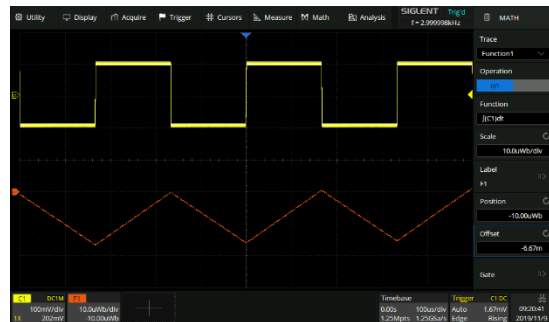 Utility Display Acquire Trigger Cursors Measure Math Analysis
SIGLENT Trig'd
f = 2.999998kHz
MATH
Trace
Function1
Operation
On
Function
∫(C1)dt
Scale
10.0uWb/div
Label
F1
Position
-10.00uWb
Offset
-6.67m
Gate
C1 DC1M
100mV/div
1X 202mV
F1
10.0uWb/div
-10.00uWb
Timebase
0.00s 100us/div
1.25Mpts 1.25GSa/s
Trigger C1 DC
Auto 1.67mV
Edge Rising
09:20:41
2019/11/9